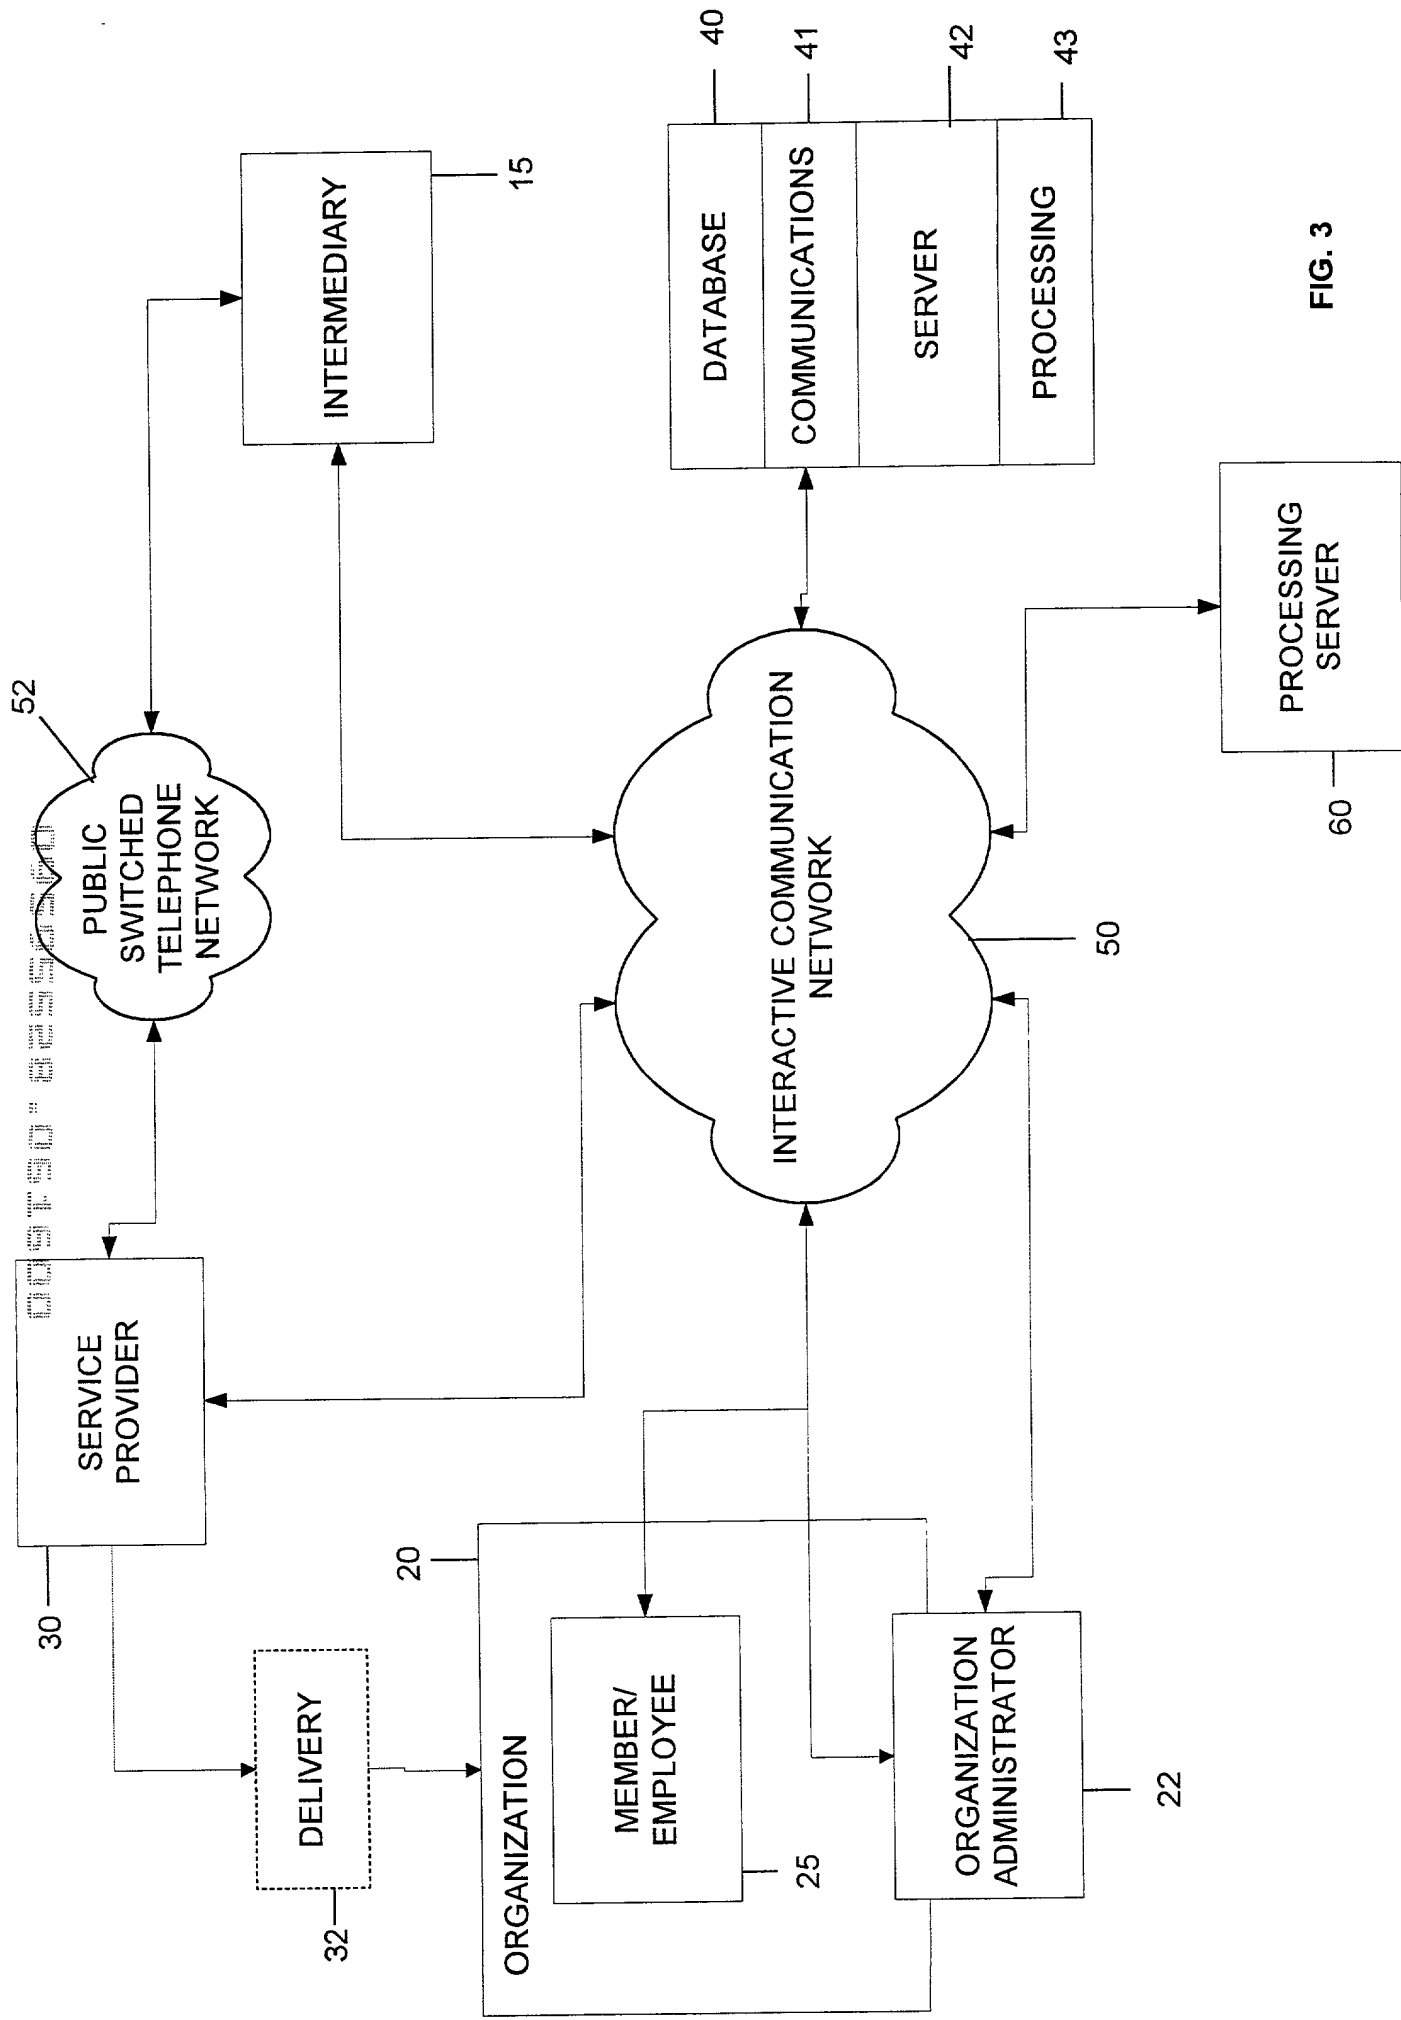 52
30
SERVICE
PROVIDER
PUBLIC
SWITCHED
TELEPHONE
NETWORK
32
DELIVERY
INTERMEDIARY
15
20
ORGANIZATION
MEMBER/
EMPLOYEE
25
INTERACTIVE COMMUNICATION
NETWORK
50
DATABASE
40
COMMUNICATIONS
41
SERVER
42
PROCESSING
43
ORGANIZATION
ADMINISTRATOR
22
PROCESSING
SERVER
60
FIG. 3